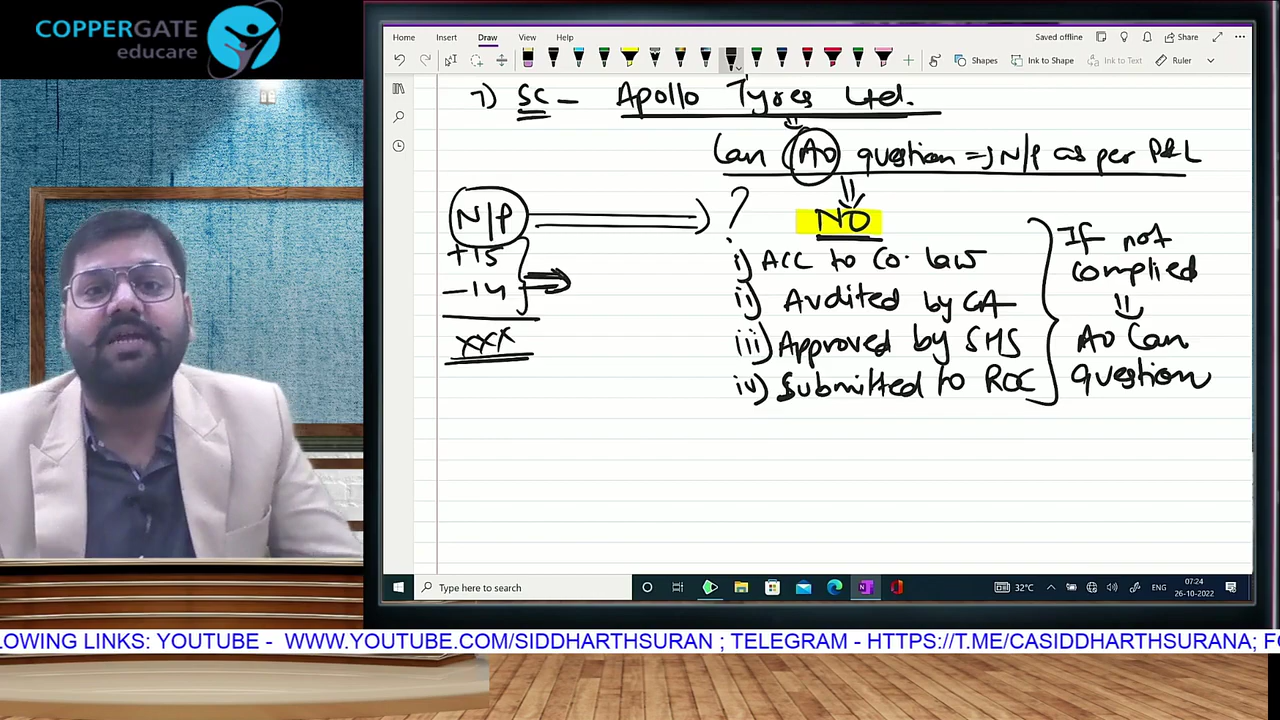 COPPERGATE
educare
Home Insert Draw View Help
Saved offline
Share
Shapes
Ink to Shape
Ink to Text
Ruler
7) SC - Apollo Tyres Ltd.
Can AO question => N/P as per P&L
?
NO
N/P
+15
-14
xxx
i) ACC to Co. law
ii) Audited by CA
iii) Approved by SHS
iv) Submitted to ROC
If not
complied
AO Can
question
Type here to search
32°C
ENG
07:24
26-10-2022
LOWING LINKS: YOUTUBE - WWW.YOUTUBE.COM/SIDDHARTHSURAN ; TELEGRAM - HTTPS://T.ME/CASIDDHARTHSURANA; FO